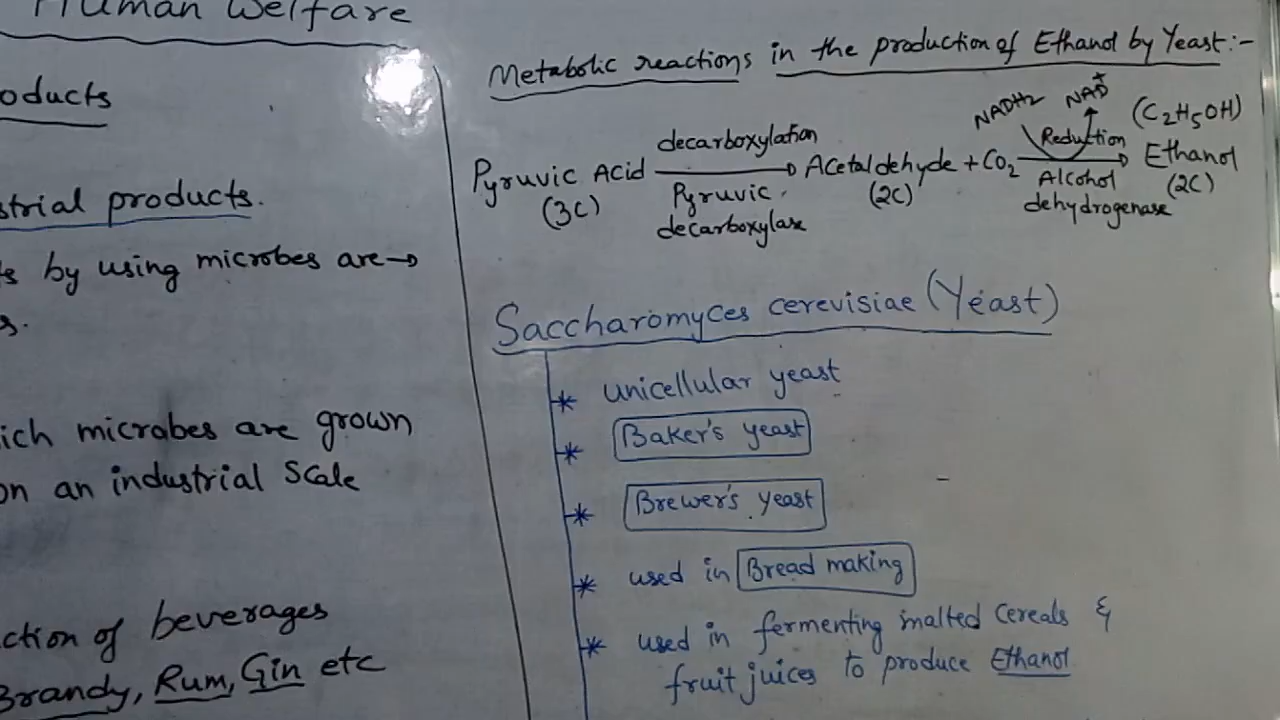 Human Welfare
oducts
strial products.
ts by using microbes are→
s.
ich microbes are grown
on an industrial Scale
ction of beverages
Brandy, Rum, Gin etc
Metabolic reactions in the production of Ethanol by Yeast:-
NADH2 NAD+ (C2H5OH)
decarboxylation Reduction
Pyruvic Acid → Acetaldehyde + CO2 → Ethanol
(3C) Pyruvic (2C) Alcohol (2C)
decarboxylase dehydrogenase
Saccharomyces cerevisiae (Yeast)
* unicellular yeast
* Baker's yeast
* Brewer's yeast
* used in Bread making
* used in fermenting malted cereals &
fruit juices to produce Ethanol